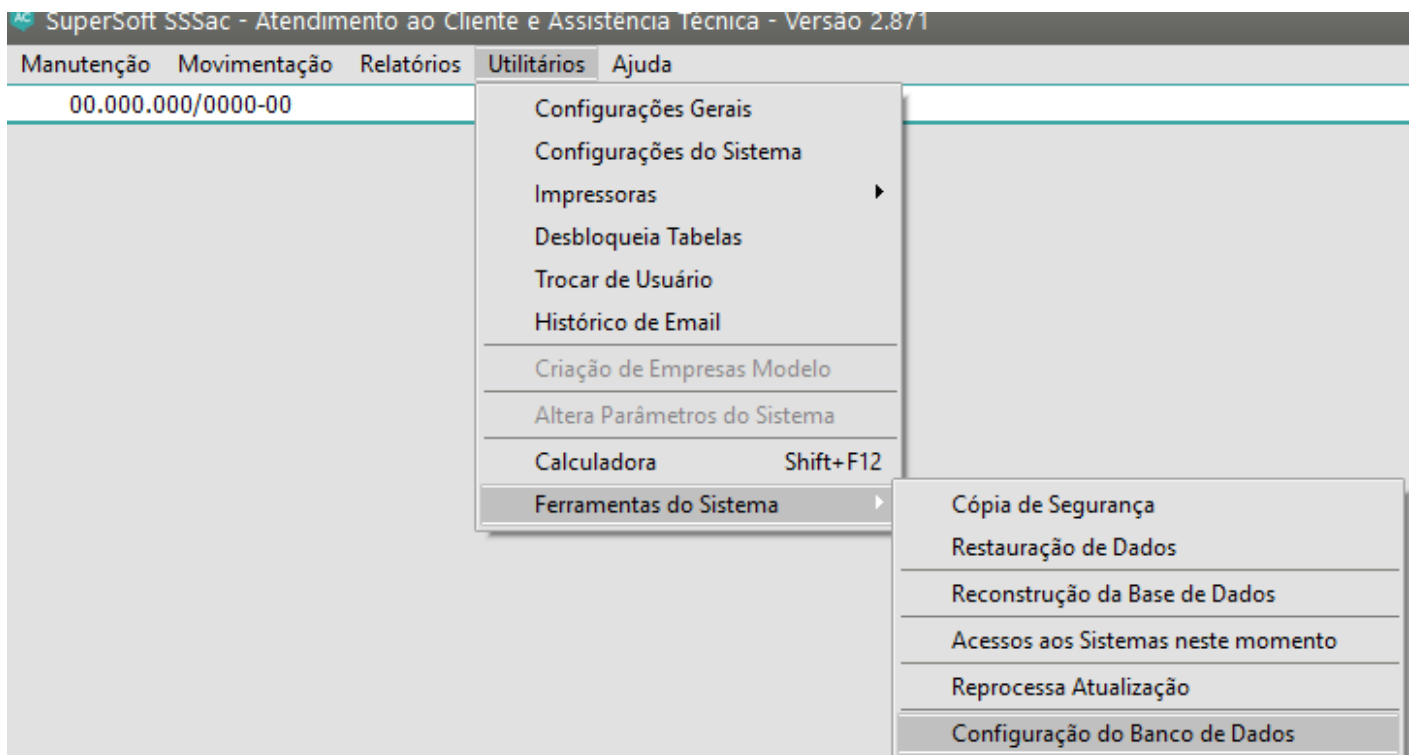 AC SuperSoft SSSac - Atendimento ao Cliente e Assistência Técnica - Versão 2.871
Manutenção Movimentação Relatórios Utilitários Ajuda
00.000.000/0000-00
Configurações Gerais
Configurações do Sistema
Impressoras
Desbloqueia Tabelas
Trocar de Usuário
Histórico de Email
Criação de Empresas Modelo
Altera Parâmetros do Sistema
Calculadora Shift+F12
Ferramentas do Sistema
Cópia de Segurança
Restauração de Dados
Reconstrução da Base de Dados
Acessos aos Sistemas neste momento
Reprocessa Atualização
Configuração do Banco de Dados